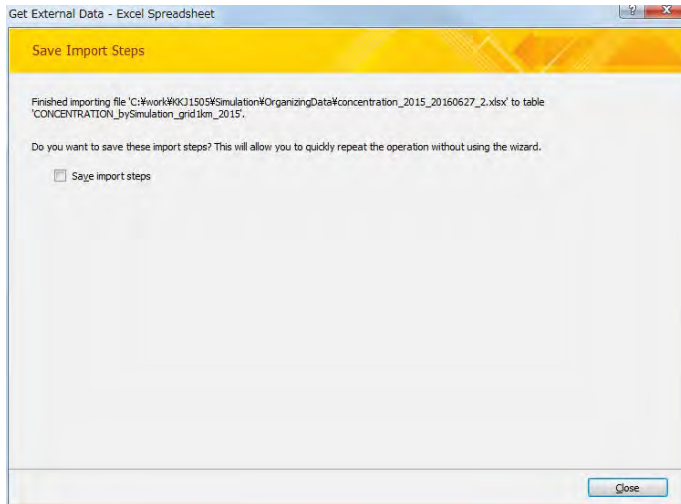 Get External Data - Excel Spreadsheet
Save Import Steps
Finished importing file 'C:¥work¥KKJ1505¥Simulation¥OrganizingData¥concentration_2015_20160627_2.xlsx' to table
'CONCENTRATION_bySimulation_grid1km_2015'.
Do you want to save these import steps? This will allow you to quickly repeat the operation without using the wizard.
Save import steps
Close